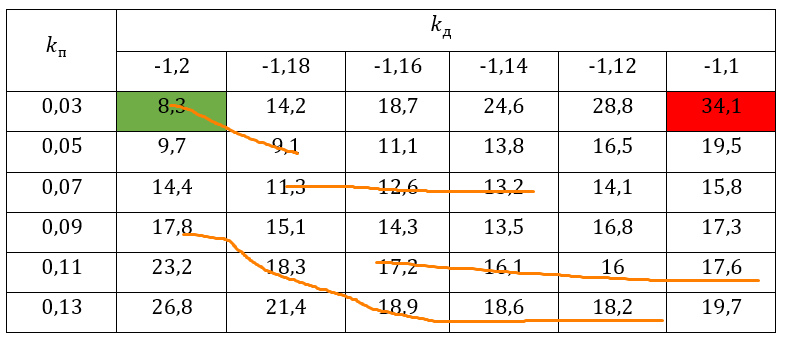 kп kд
-1,2 -1,18 -1,16 -1,14 -1,12 -1,1
0,03 8,3 14,2 18,7 24,6 28,8 34,1
0,05 9,7 9,1 11,1 13,8 16,5 19,5
0,07 14,4 11,3 12,6 13,2 14,1 15,8
0,09 17,8 15,1 14,3 13,5 16,8 17,3
0,11 23,2 18,3 17,2 16,1 16 17,6
0,13 26,8 21,4 18,9 18,6 18,2 19,7